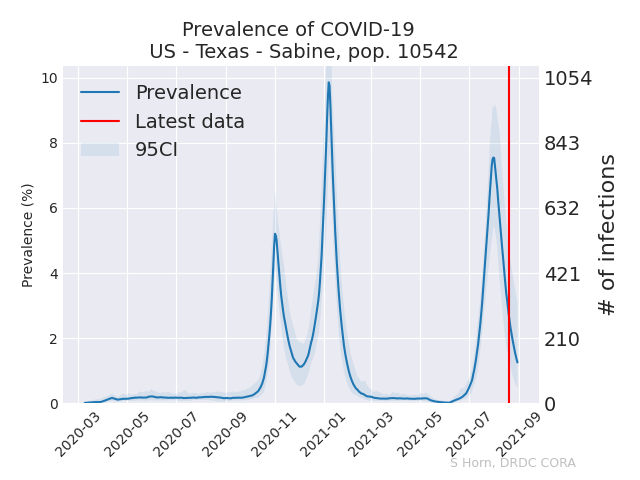 Prevalence of COVID-19
US - Texas - Sabine, pop. 10542
Prevalence
Latest data
95CI
Prevalence (%)
10
8
6
4
2
0
1054
843
632
421
210
0
# of infections
2020-03
2020-05
2020-07
2020-09
2020-11
2021-01
2021-03
2021-05
2021-07
2021-09
S Horn, DRDC CORA